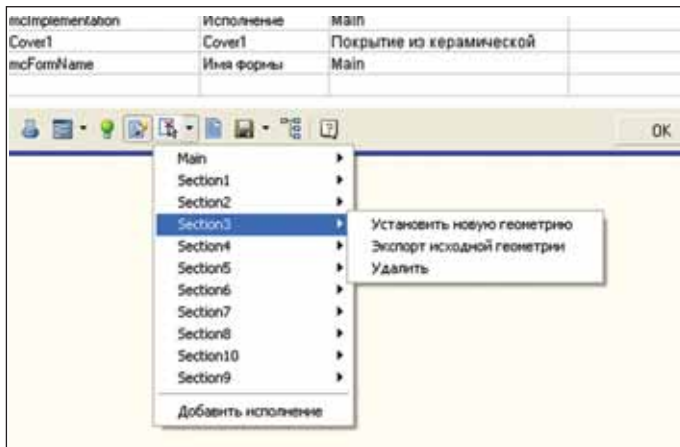 mcImplementation Исполнение Main
Cover1 Cover1 Покрытие из керамической
mcFormName Имя формы Main
OK
Main
Section1
Section2
Section3 Установить новую геометрию
Section4 Экспорт исходной геометрии
Section5 Удалить
Section6
Section7
Section8
Section10
Section9
Добавить исполнение